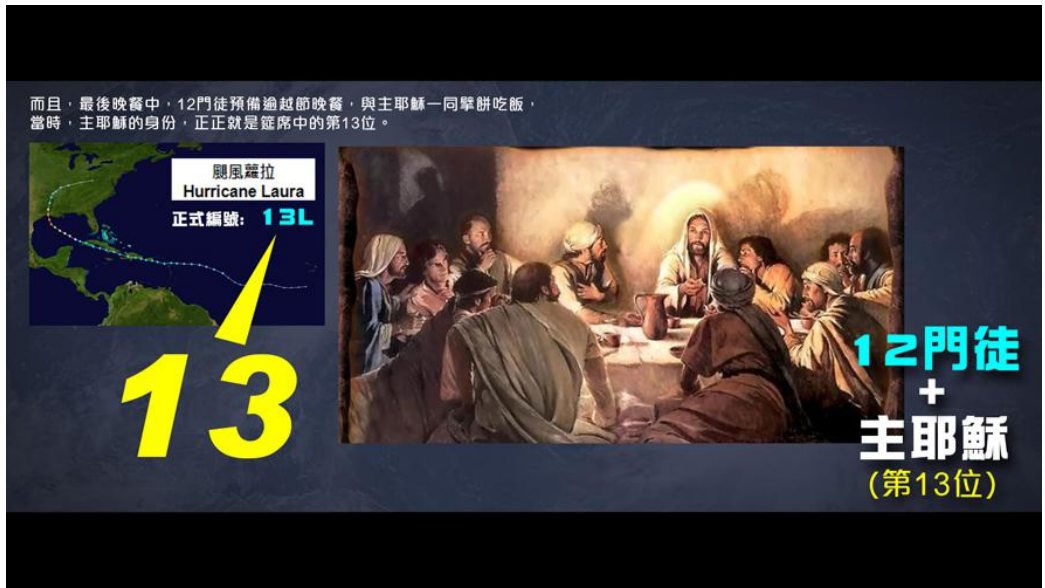 而且，最後晚餐中，12門徒預備逾越節晚餐，與主耶穌一同擘餅吃飯，
當時，主耶穌的身份，正正就是筵席中的第13位。
颶風蘿拉
Hurricane Laura
正式編號: 13L
13
12門徒
+
主耶穌
(第13位)